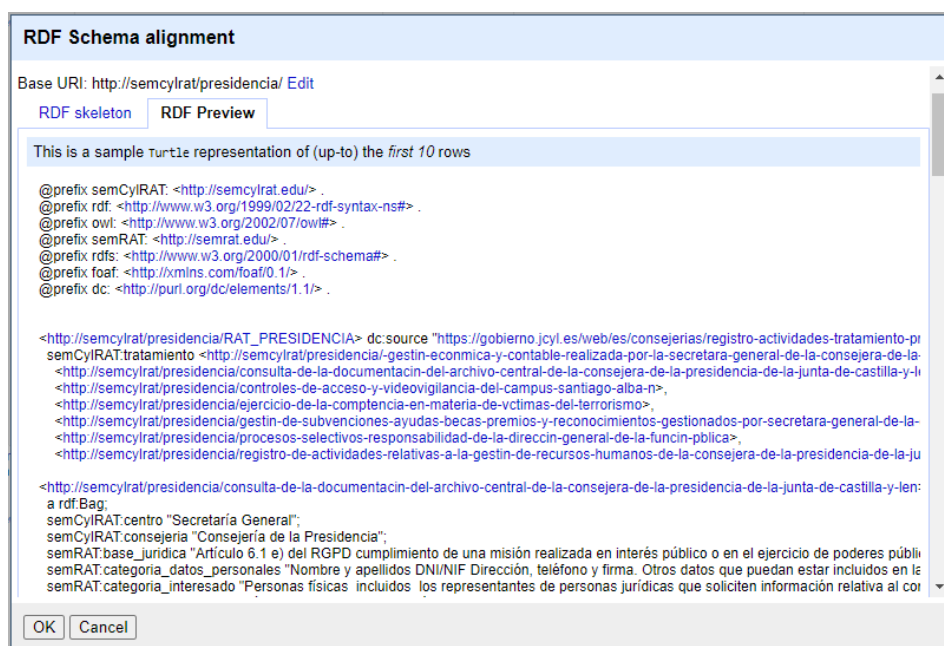 RDF Schema alignment
Base URI: http://semcylrat/presidencia/ Edit
RDF skeleton RDF Preview
This is a sample Turtle representation of (up-to) the first 10 rows
@prefix semCylRAT: <http://semcylrat.edu/> .
@prefix rdf: <http://www.w3.org/1999/02/22-rdf-syntax-ns#> .
@prefix owl: <http://www.w3.org/2002/07/owl#> .
@prefix semRAT: <http://semrat.edu/> .
@prefix rdfs: <http://www.w3.org/2000/01/rdf-schema#> .
@prefix foaf: <http://xmlns.com/foaf/0.1/> .
@prefix dc: <http://purl.org/dc/elements/1.1/> .
<http://semcylrat/presidencia/RAT_PRESIDENCIA> dc:source "https://gobierno.jcyl.es/web/es/consejerias/registro-actividades-tratamiento-pr
semCylRAT:tratamiento <http://semcylrat/presidencia/-gestin-econmica-y-contable-realizada-por-la-secretara-general-de-la-consejera-de-la-
<http://semcylrat/presidencia/consulta-de-la-documentacin-del-archivo-central-de-la-consejera-de-la-presidencia-de-la-junta-de-castilla-y-le
<http://semcylrat/presidencia/controles-de-acceso-y-videovigilancia-del-campus-santiago-alba-n>,
<http://semcylrat/presidencia/ejercicio-de-la-comptencia-en-materia-de-vctimas-del-terrorismo>,
<http://semcylrat/presidencia/gestin-de-subvenciones-ayudas-becas-premios-y-reconocimientos-gestionados-por-secretara-general-de-la-
<http://semcylrat/presidencia/procesos-selectivos-responsabilidad-de-la-direccin-general-de-la-funcin-pblica>,
<http://semcylrat/presidencia/registro-de-actividades-relativas-a-la-gestin-de-recursos-humanos-de-la-consejera-de-la-presidencia-de-la-ju
<http://semcylrat/presidencia/consulta-de-la-documentacin-del-archivo-central-de-la-consejera-de-la-presidencia-de-la-junta-de-castilla-y-len>
a rdf:Bag;
semCylRAT:centro "Secretaría General";
semCylRAT:consejeria "Consejería de la Presidencia";
semRAT:base_juridica "Artículo 6.1 e) del RGPD cumplimiento de una misión realizada en interés público o en el ejercicio de poderes públi
semRAT:categoria_datos_personales "Nombre y apellidos DNI/NIF Dirección, teléfono y firma. Otros datos que puedan estar incluidos en la
semRAT:categoria_interesado "Personas físicas incluidos los representantes de personas jurídicas que soliciten información relativa al cor
OK Cancel